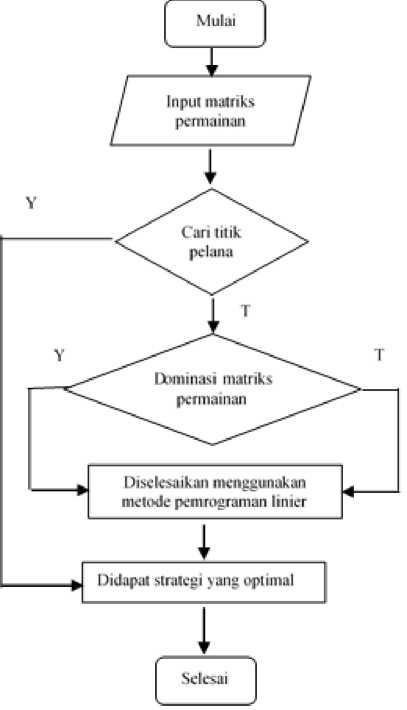 Mulai
Input matriks
permainan
Y
Cari titik
pelana
T
Y
T
Dominasi matriks
permainan
Diselesaikan menggunakan
metode pemrograman linier
Didapat strategi yang optimal
Selesai